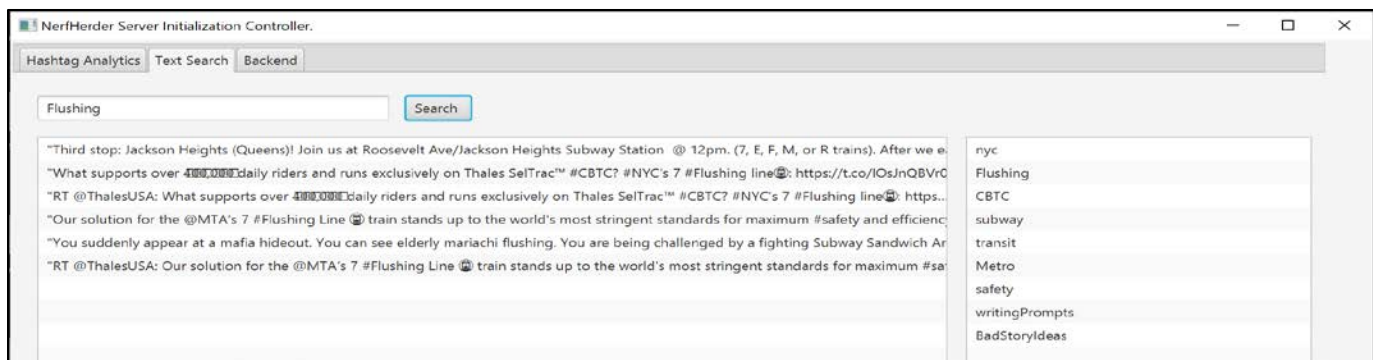 NerfHerder Server Initialization Controller.
Hashtag Analytics Text Search Backend
Flushing Search
"Third stop: Jackson Heights (Queens)! Join us at Roosevelt Ave/Jackson Heights Subway Station @ 12pm. (7, E, F, M, or R trains). After we
"What supports over daily riders and runs exclusively on Thales SelTrac™ #CBTC? #NYC's 7 #Flushing line: https://t.co/IOsJnQBVrC
"RT @ThalesUSA: What supports over daily riders and runs exclusively on Thales SelTrac™ #CBTC? #NYC's 7 #Flushing line: https...
"Our solution for the @MTA's 7 #Flushing Line train stands up to the world's most stringent standards for maximum #safety and efficienc
"You suddenly appear at a mafia hideout. You can see elderly mariachi flushing. You are being challenged by a fighting Subway Sandwich Ar
"RT @ThalesUSA: Our solution for the @MTA's 7 #Flushing Line train stands up to the world's most stringent standards for maximum #sa
nyc
Flushing
CBTC
subway
transit
Metro
safety
writingPrompts
BadStoryIdeas